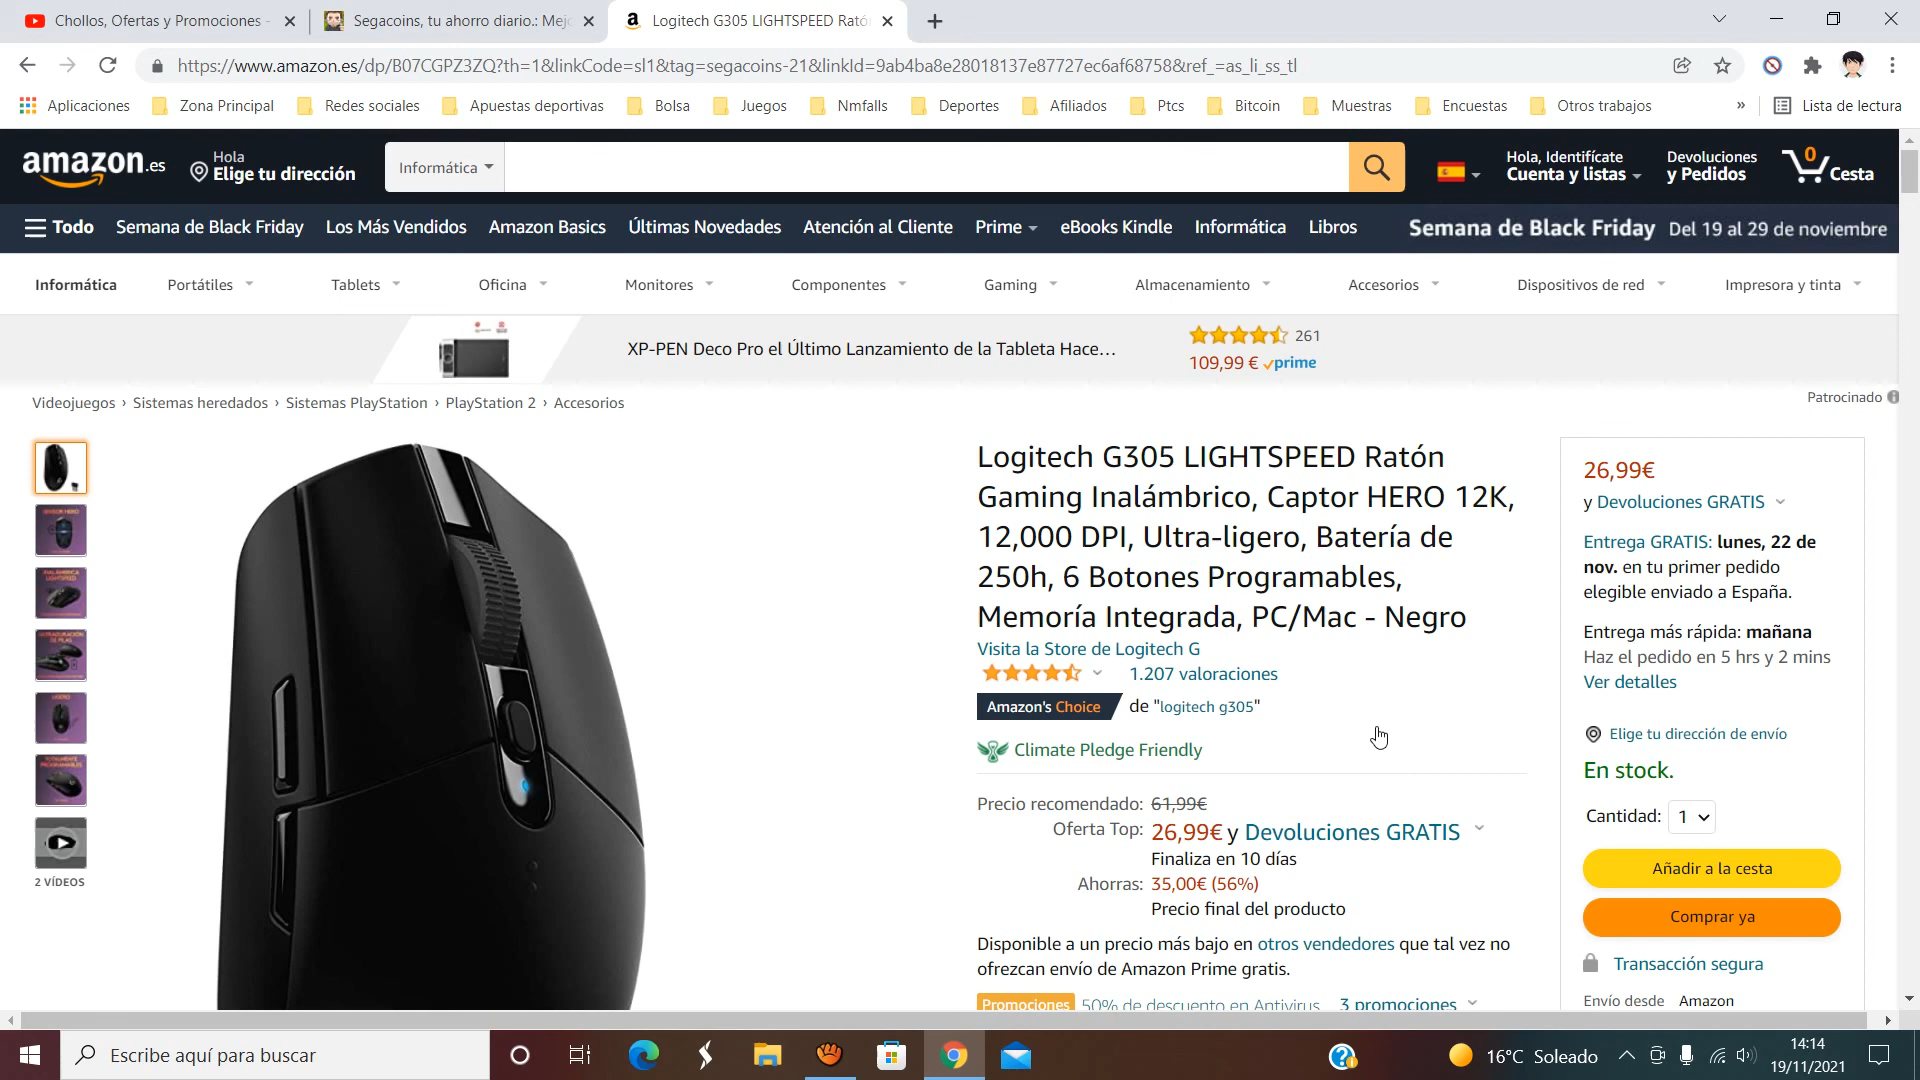 Chollos, Ofertas y Promociones -
Segacoins, tu ahorro diario.: Mejo
Logitech G305 LIGHTSPEED Rató
https://www.amazon.es/dp/B07CGPZ3ZQ?th=1&linkCode=sl1&tag=segacoins-21&linkId=9ab4ba8e28018137e87727ec6af68758&ref_=as_li_ss_tl
Aplicaciones Zona Principal Redes sociales Apuestas deportivas Bolsa Juegos Nmfalls Deportes Afiliados Ptcs Bitcoin Muestras Encuestas Otros trabajos » Lista de lectura
amazon.es
Hola
Elige tu dirección
Informática
Hola, Identifícate
Cuenta y listas
Devoluciones
y Pedidos
0
Cesta
Todo Semana de Black Friday Los Más Vendidos Amazon Basics Últimas Novedades Atención al Cliente Prime eBooks Kindle Informática Libros Semana de Black Friday Del 19 al 29 de noviembre
Informática Portátiles Tablets Oficina Monitores Componentes Gaming Almacenamiento Accesorios Dispositivos de red Impresora y tinta
XP-PEN Deco Pro el Último Lanzamiento de la Tableta Hace...
261
109,99 € prime
Patrocinado
Videojuegos › Sistemas heredados › Sistemas PlayStation › PlayStation 2 › Accesorios
Logitech G305 LIGHTSPEED Ratón
Gaming Inalámbrico, Captor HERO 12K,
12,000 DPI, Ultra-ligero, Batería de
250h, 6 Botones Programables,
Memoría Integrada, PC/Mac - Negro
Visita la Store de Logitech G
1.207 valoraciones
Amazon's Choice de "logitech g305"
Climate Pledge Friendly
Precio recomendado: 61,99€
Oferta Top: 26,99€ y Devoluciones GRATIS
Finaliza en 10 días
Ahorras: 35,00€ (56%)
Precio final del producto
Disponible a un precio más bajo en otros vendedores que tal vez no
ofrezcan envío de Amazon Prime gratis.
Promociones 50% de descuento en Antivirus 3 promociones
26,99€
y Devoluciones GRATIS
Entrega GRATIS: lunes, 22 de
nov. en tu primer pedido
elegible enviado a España.
Entrega más rápida: mañana
Haz el pedido en 5 hrs y 2 mins
Ver detalles
Elige tu dirección de envío
En stock.
Cantidad: 1
Añadir a la cesta
Comprar ya
Transacción segura
Envío desde Amazon
2 VÍDEOS
Escribe aquí para buscar
16°C Soleado
14:14
19/11/2021